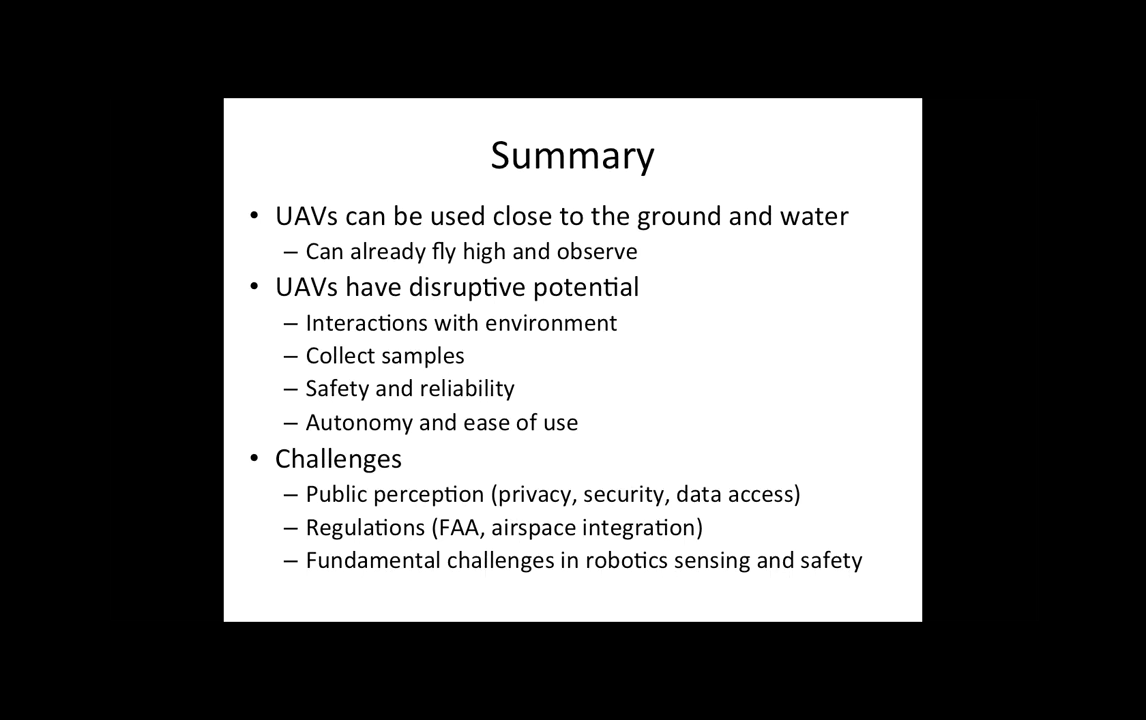 Summary
• UAVs can be used close to the ground and water
– Can already fly high and observe
• UAVs have disruptive potential
– Interactions with environment
– Collect samples
– Safety and reliability
– Autonomy and ease of use
• Challenges
– Public perception (privacy, security, data access)
– Regulations (FAA, airspace integration)
– Fundamental challenges in robotics sensing and safety